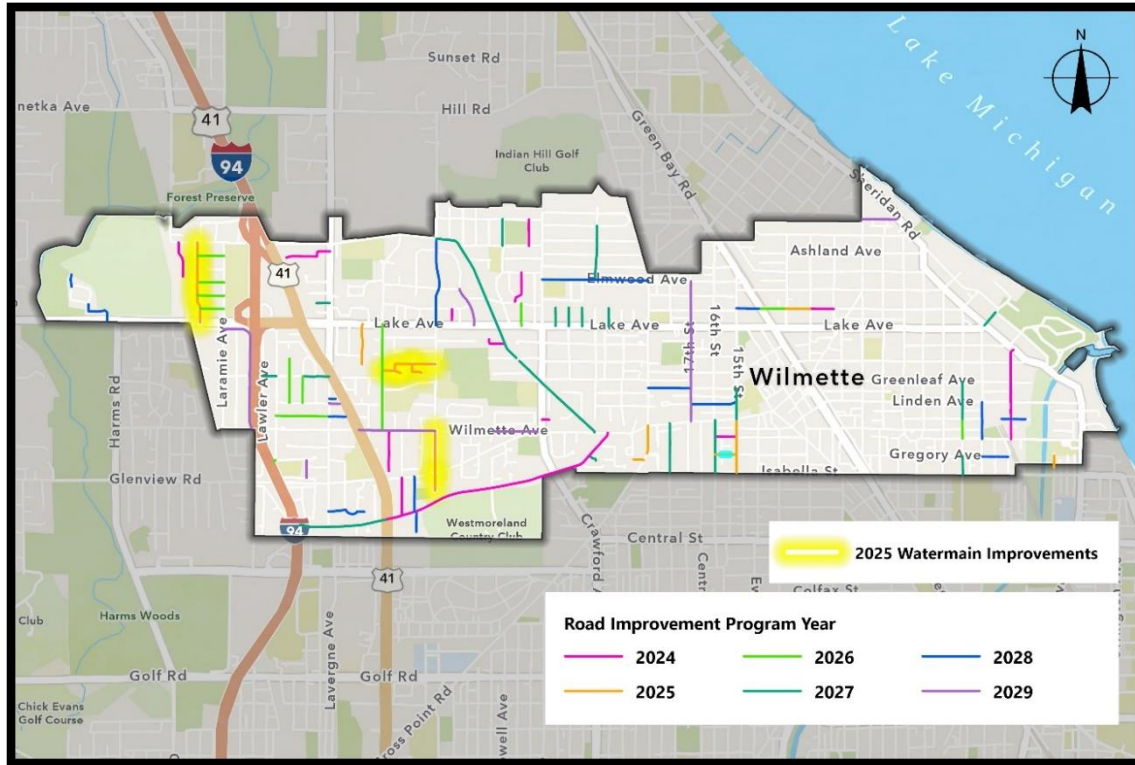 N
Lake Michigan
Sunset Rd
netka Ave
Hill Rd
41
94
Indian Hill Golf
Club
Green Bay Rd
Sheridan Rd
Forest Preserve
Ashland Ave
41
Elmwood Ave
Lake Ave
Lake Ave
Lake Ave
Laramie Ave
Lawler Ave
Harms Rd
17th St
16th St
15th St
Wilmette
Greenleaf Ave
Linden Ave
Wilmette Ave
Gregory Ave
Isabella St
Glenview Rd
Westmoreland
Country Club
94
Crawford A
Central St
Centr
Ev
41
Colfax St
2025 Watermain Improvements
Harms Woods
Club
Lavergne Ave
Golf Rd
Golf Rd
Chick Evans
Golf Course
Cross Point Rd
well Ave
Road Improvement Program Year
2024 2026 2028
2025 2027 2029